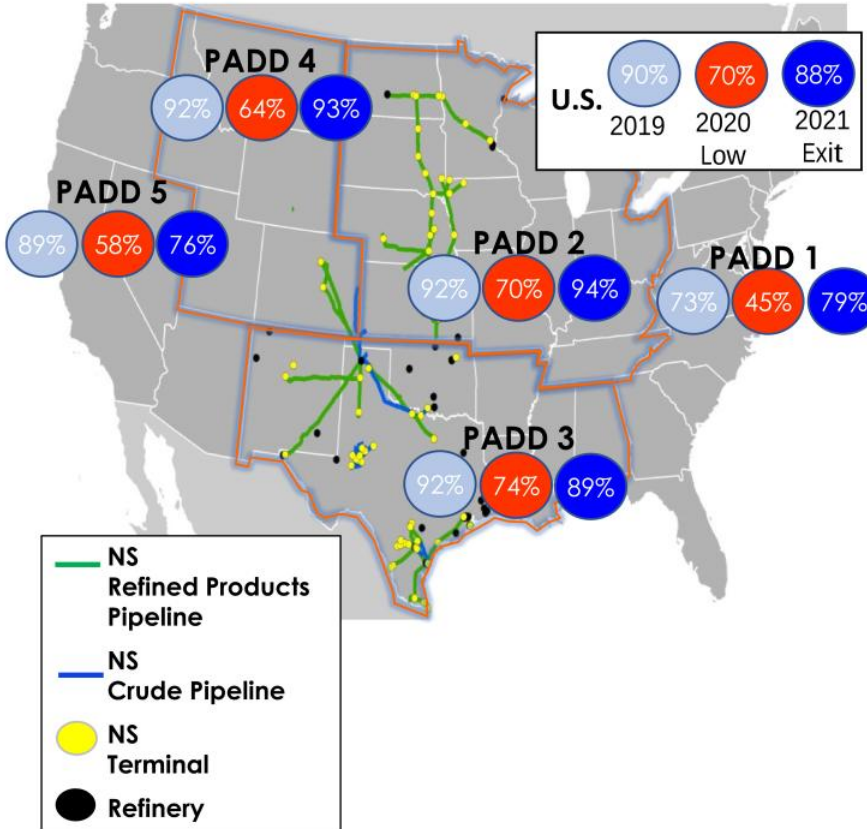 PADD 4
92% 64% 93%
U.S. 90% 70% 88%
2019 2020 2021
Low Exit
PADD 5
89% 58% 76%
PADD 2
92% 70% 94%
PADD 1
73% 45% 79%
PADD 3
92% 74% 89%
NS
Refined Products
Pipeline
NS
Crude Pipeline
NS
Terminal
Refinery